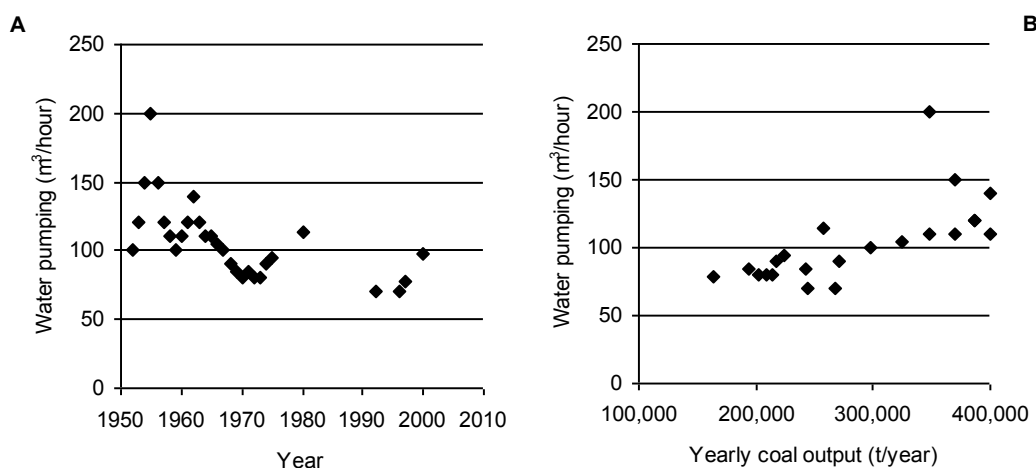 A
250
200
150
100
50
0
1950 1960 1970 1980 1990 2000 2010
Year
Water pumping (m³/hour)
B
250
200
150
100
50
0
100,000 200,000 300,000 400,000
Yearly coal output (t/year)
Water pumping (m³/hour)